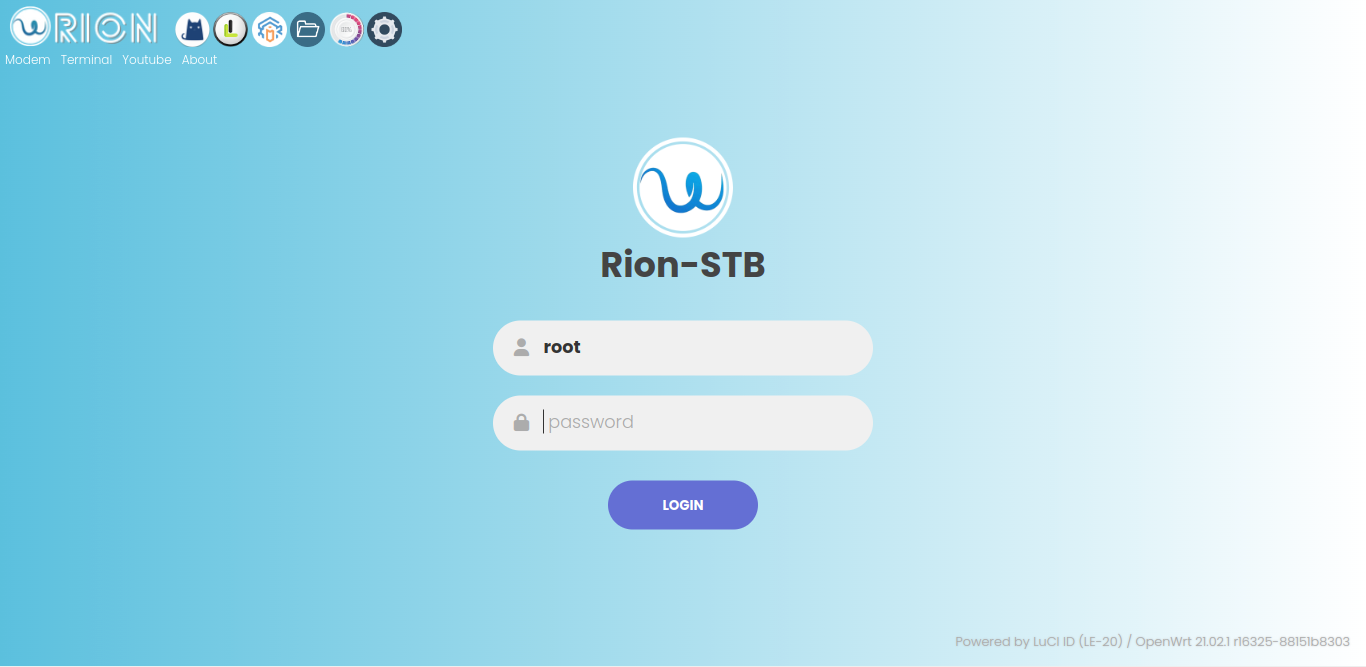 RION
Modem Terminal Youtube About
Rion-STB
root
password
LOGIN
Powered by LuCI ID (LE-20) / OpenWrt 21.02.1 r16325-88151b8303